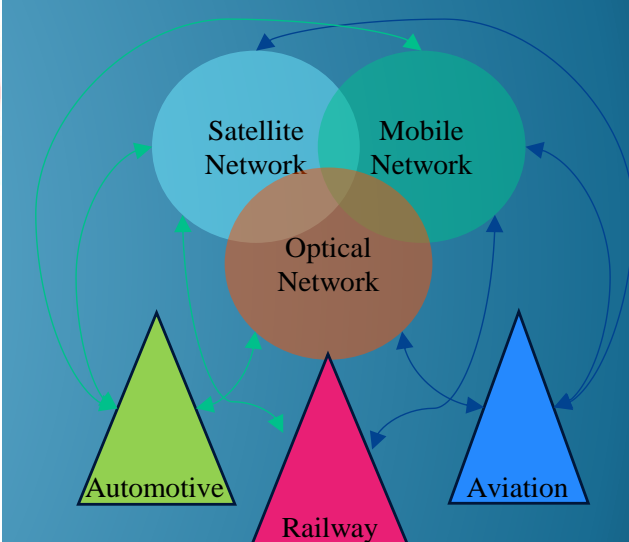 Satellite
Network
Mobile
Network
Optical
Network
Automotive
Railway
Aviation